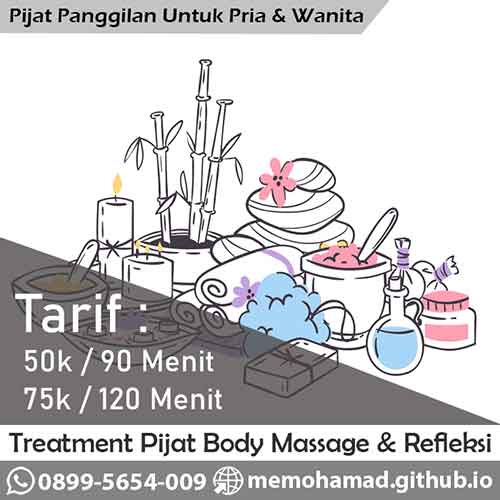 Pijat Panggilan Untuk Pria & Wanita
Tarif :
50k / 90 Menit
75k / 120 Menit
Treatment Pijat Body Massage & Refleksi
0899-5654-009 memohamad.github.io